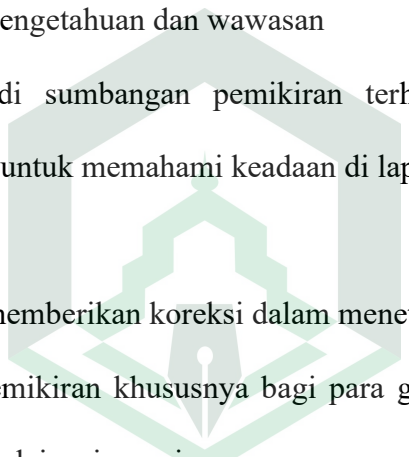 engetahuan dan wawasan
di sumbangan pemikiran terh
untuk memahami keadaan di lap
memberikan koreksi dalam mene
emikiran khususnya bagi para g